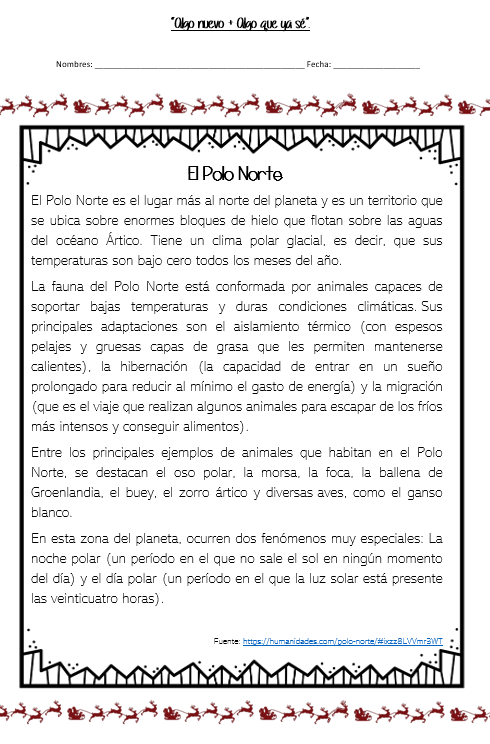 "Algo nuevo + Algo que ya sé".
Nombres: ______________________________________________ Fecha: ___________________
El Polo Norte
El Polo Norte es el lugar más al norte del planeta y es un territorio que
se ubica sobre enormes bloques de hielo que flotan sobre las aguas
del océano Ártico. Tiene un clima polar glacial, es decir, que sus
temperaturas son bajo cero todos los meses del año.
La fauna del Polo Norte está conformada por animales capaces de
soportar bajas temperaturas y duras condiciones climáticas. Sus
principales adaptaciones son el aislamiento térmico (con espesos
pelajes y gruesas capas de grasa que les permiten mantenerse
calientes), la hibernación (la capacidad de entrar en un sueño
prolongado para reducir al mínimo el gasto de energía) y la migración
(que es el viaje que realizan algunos animales para escapar de los fríos
más intensos y conseguir alimentos).
Entre los principales ejemplos de animales que habitan en el Polo
Norte, se destacan el oso polar, la morsa, la foca, la ballena de
Groenlandia, el buey, el zorro ártico y diversas aves, como el ganso
blanco.
En esta zona del planeta, ocurren dos fenómenos muy especiales: La
noche polar (un período en el que no sale el sol en ningún momento
del día) y el día polar (un período en el que la luz solar está presente
las veinticuatro horas).
Fuente: https://humanidades.com/polo-norte/#ixzz8LVVmr3WT